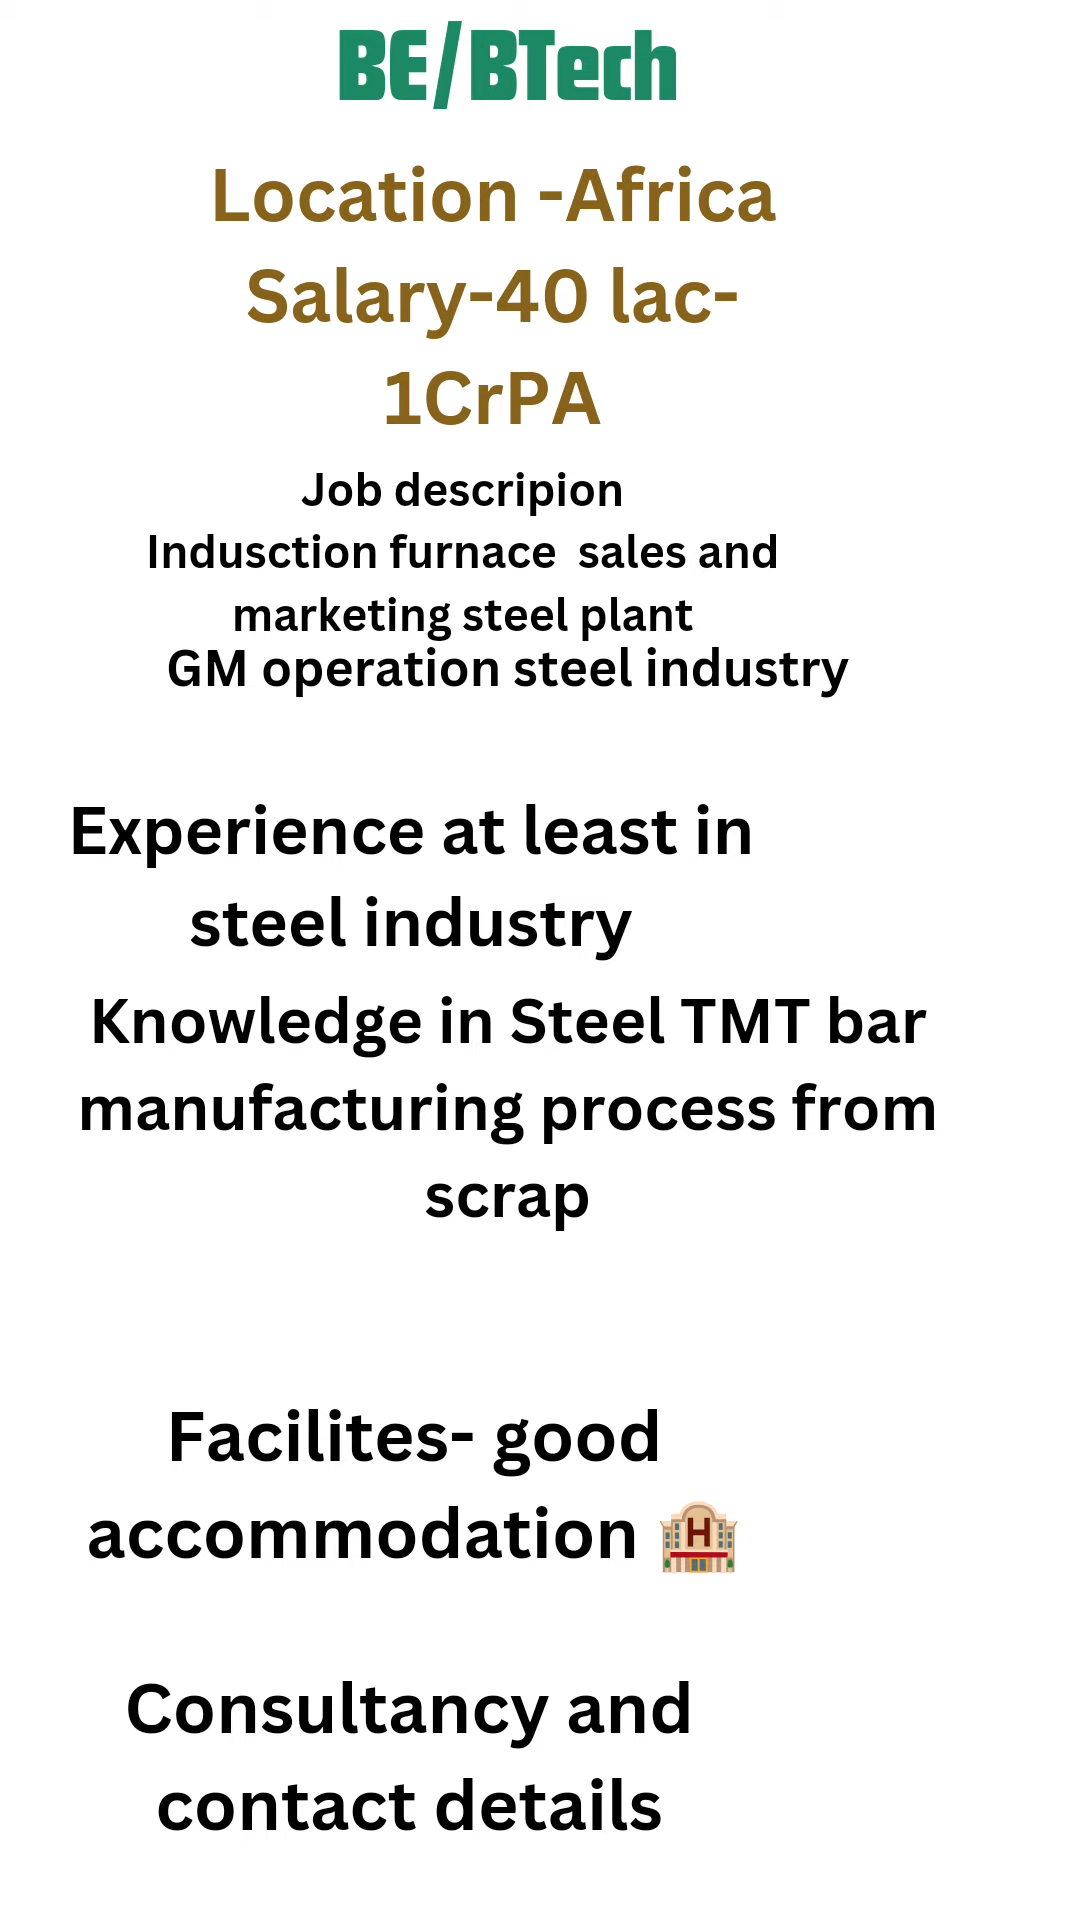 BE/BTech
Location -Africa
Salary-40 lac-
1CrPA
Job descripion
Indusction furnace  sales and
marketing steel plant
GM operation steel industry
Experience at least in
steel industry
Knowledge in Steel TMT bar
manufacturing process from
scrap
Facilites- good
accommodation 🏨
Consultancy and
contact details